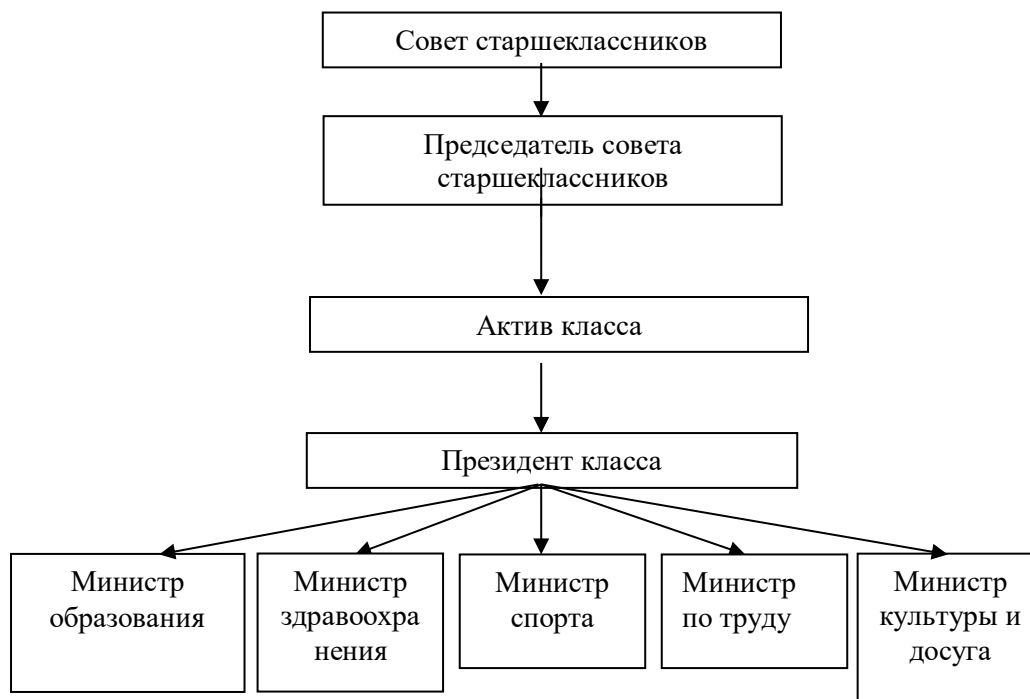 Совет старшеклассников
Председатель совета
старшеклассников
Актив класса
Президент класса
Министр
образования
Министр
здравоохра
нения
Министр
спорта
Министр
по труду
Министр
культуры и
досуга